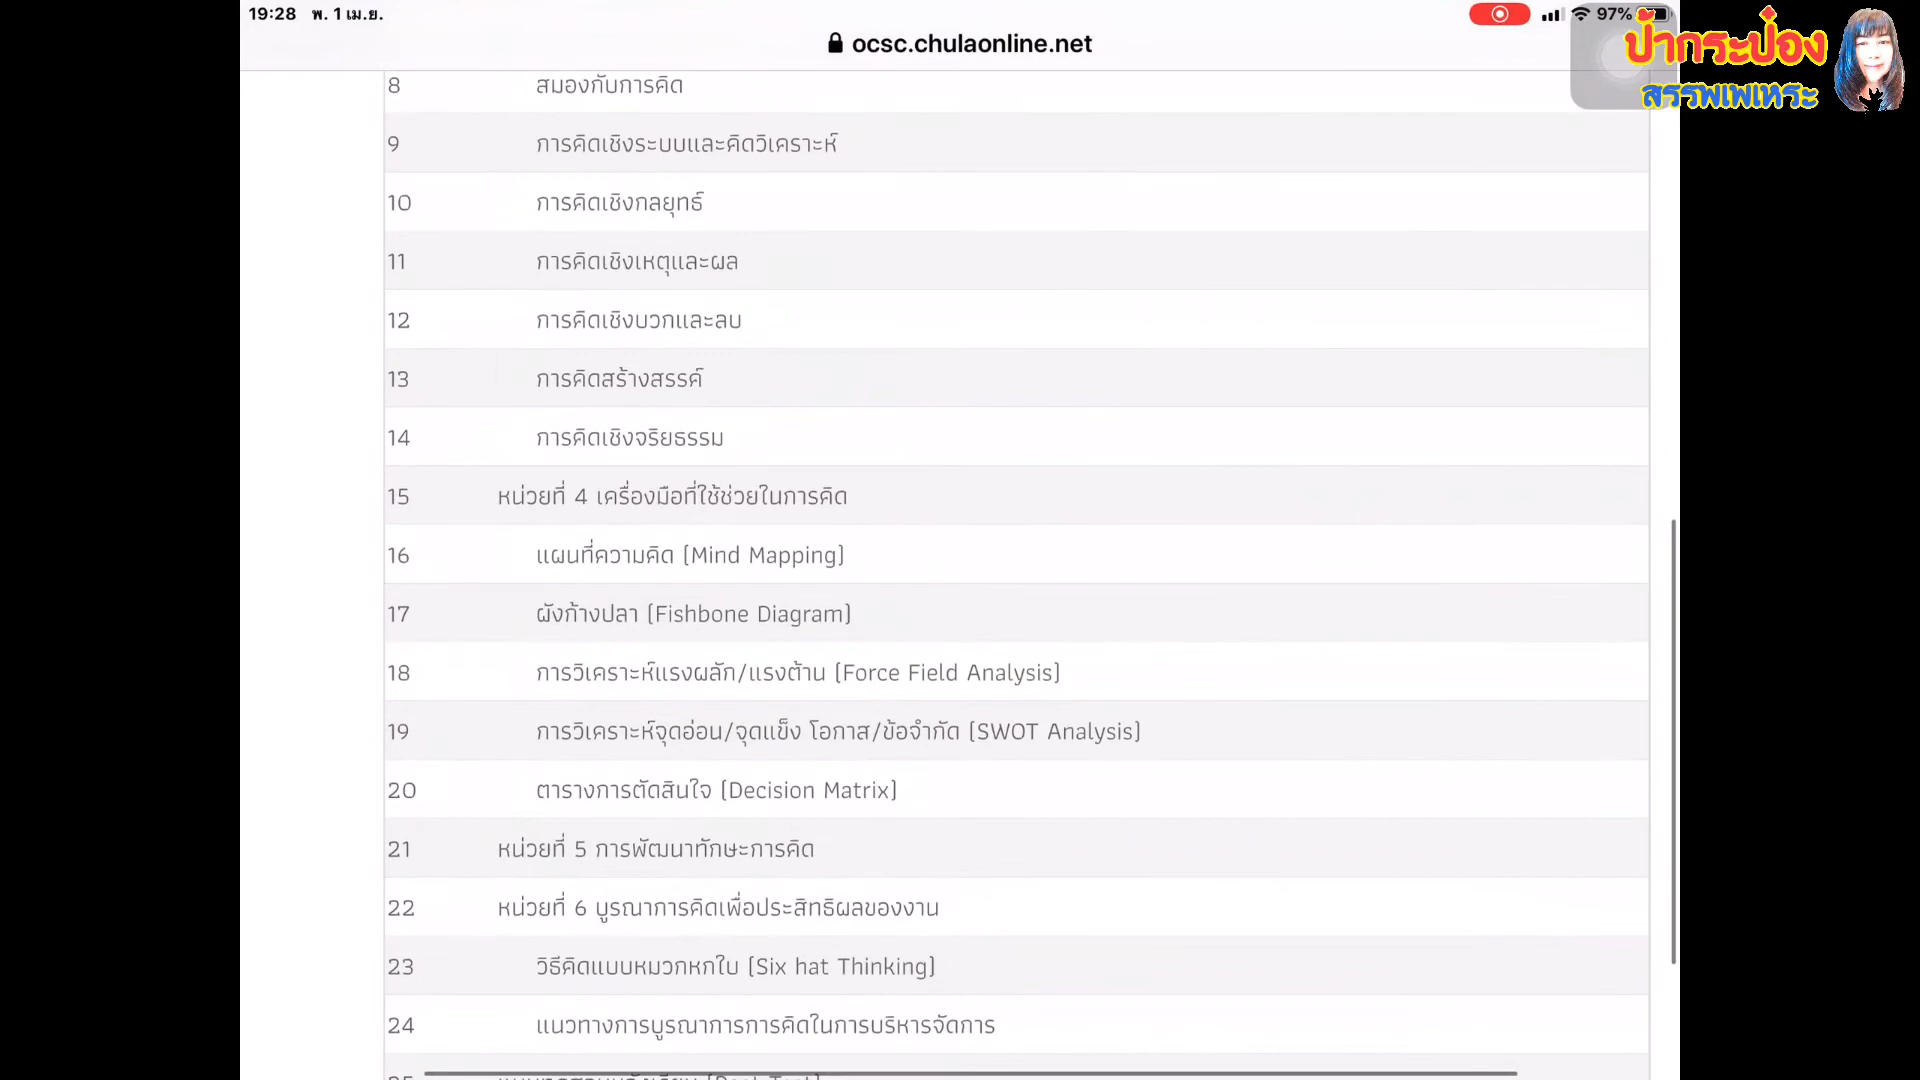 19:28 พ. 1 เม.ย.
97%
ocsc.chulaonline.net
ป้ากระป๋อง
สรรพเพเหระ
8 สมองกับการคิด
9 การคิดเชิงระบบและคิดวิเคราะห์
10 การคิดเชิงกลยุทธ์
11 การคิดเชิงเหตุและผล
12 การคิดเชิงบวกและลบ
13 การคิดสร้างสรรค์
14 การคิดเชิงจริยธรรม
15 หน่วยที่ 4 เครื่องมือที่ใช้ช่วยในการคิด
16 แผนที่ความคิด (Mind Mapping)
17 ผังก้างปลา (Fishbone Diagram)
18 การวิเคราะห์แรงผลัก/แรงต้าน (Force Field Analysis)
19 การวิเคราะห์จุดอ่อน/จุดแข็ง โอกาส/ข้อจำกัด (SWOT Analysis)
20 ตารางการตัดสินใจ (Decision Matrix)
21 หน่วยที่ 5 การพัฒนาทักษะการคิด
22 หน่วยที่ 6 บูรณาการคิดเพื่อประสิทธิผลของงาน
23 วิธีคิดแบบหมวกหกใบ (Six hat Thinking)
24 แนวทางการบูรณาการการคิดในการบริหารจัดการ